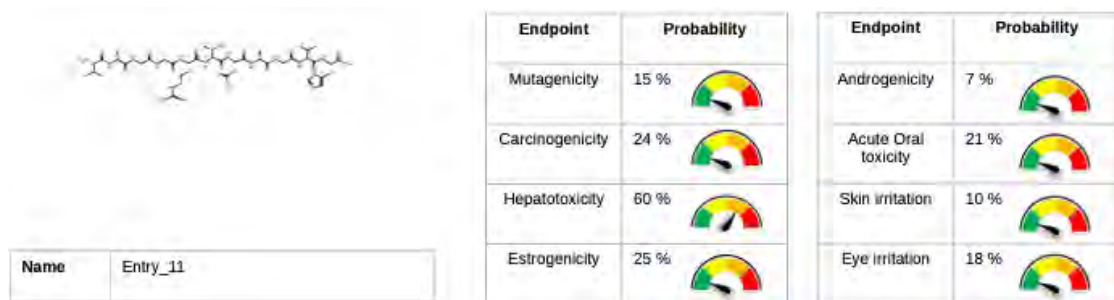 Endpoint Probability
Mutagenicity 15 %
Carcinogenicity 24 %
Hepatotoxicity 60 %
Estrogenicity 25 %
Endpoint Probability
Androgenicity 7 %
Acute Oral
toxicity 21 %
Skin irritation 10 %
Eye irritation 18 %
Name Entry_11